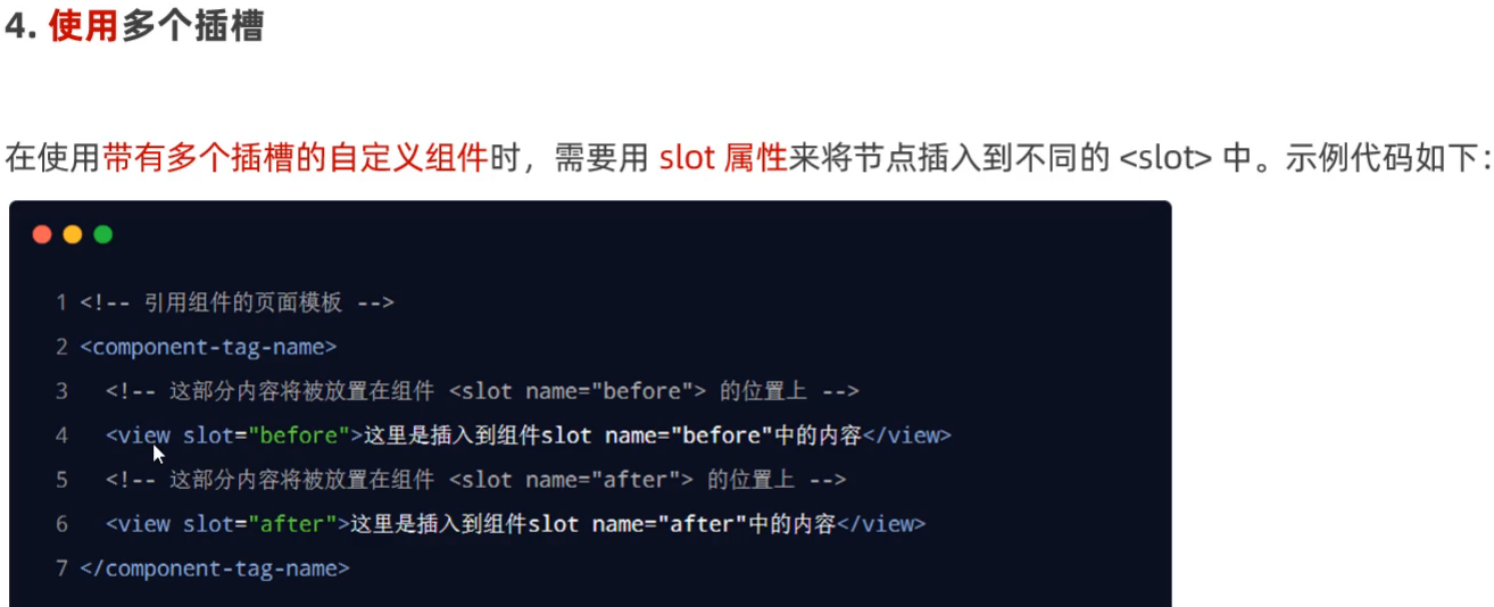 4. 使用多个插槽
在使用带有多个插槽的自定义组件时，需要用 slot 属性来将节点插入到不同的 <slot> 中。示例代码如下：
1 <!-- 引用组件的页面模板 -->
2 <component-tag-name>
3   <!-- 这部分内容将被放置在组件 <slot name="before"> 的位置上 -->
4   <view slot="before">这里是插入到组件slot name="before"中的内容</view>
5   <!-- 这部分内容将被放置在组件 <slot name="after"> 的位置上 -->
6   <view slot="after">这里是插入到组件slot name="after"中的内容</view>
7 </component-tag-name>